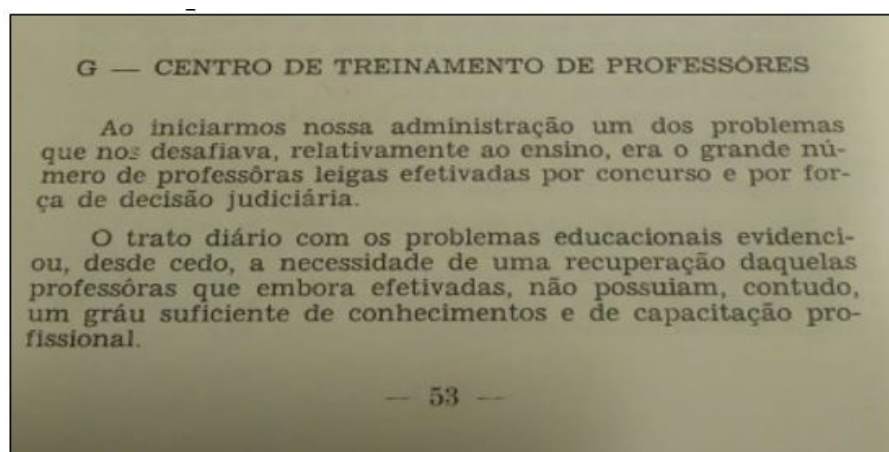 G — CENTRO DE TREINAMENTO DE PROFESSÔRES
Ao iniciarmos nossa administração um dos problemas
que nos desafiava, relativamente ao ensino, era o grande nú-
mero de professôras leigas efetivadas por concurso e por for-
ça de decisão judiciária.
O trato diário com os problemas educacionais evidenci-
ou, desde cedo, a necessidade de uma recuperação daquelas
professôras que embora efetivadas, não possuiam, contudo,
um gráu suficiente de conhecimentos e de capacitação pro-
fissional.
— 53 —